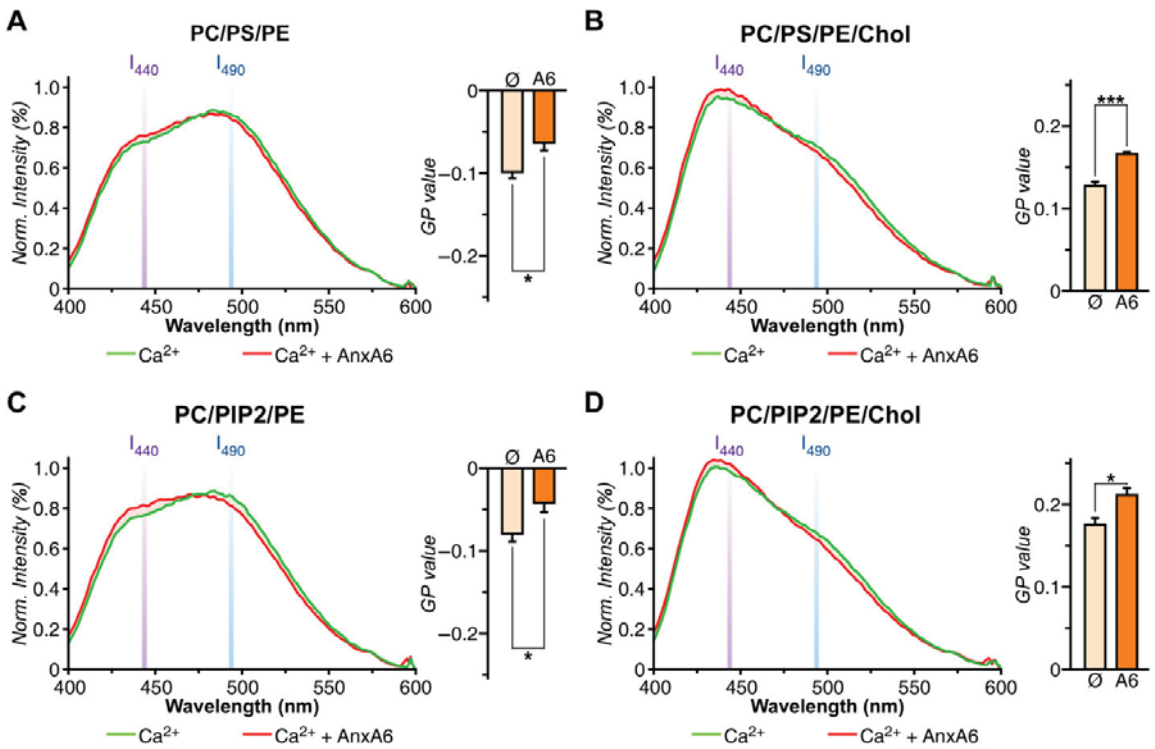 A
PC/PS/PE
I440 I490
Norm. Intensity (%)
1.0
0.8
0.6
0.4
0.2
0
400 450 500 550 600
Wavelength (nm)
Ca2+ Ca2+ + AnxA6
Ø A6
GP value
0
−0.1
−0.2
*
B
PC/PS/PE/Chol
I440 I490
Norm. Intensity (%)
1.0
0.8
0.6
0.4
0.2
0
400 450 500 550 600
Wavelength (nm)
Ca2+ Ca2+ + AnxA6
***
GP value
0.2
0.1
0
Ø A6
C
PC/PIP2/PE
I440 I490
Norm. Intensity (%)
1.0
0.8
0.6
0.4
0.2
0
400 450 500 550 600
Wavelength (nm)
Ca2+ Ca2+ + AnxA6
Ø A6
GP value
0
−0.1
−0.2
*
D
PC/PIP2/PE/Chol
I440 I490
Norm. Intensity (%)
1.0
0.8
0.6
0.4
0.2
0
400 450 500 550 600
Wavelength (nm)
Ca2+ Ca2+ + AnxA6
*
GP value
0.2
0.1
0
Ø A6